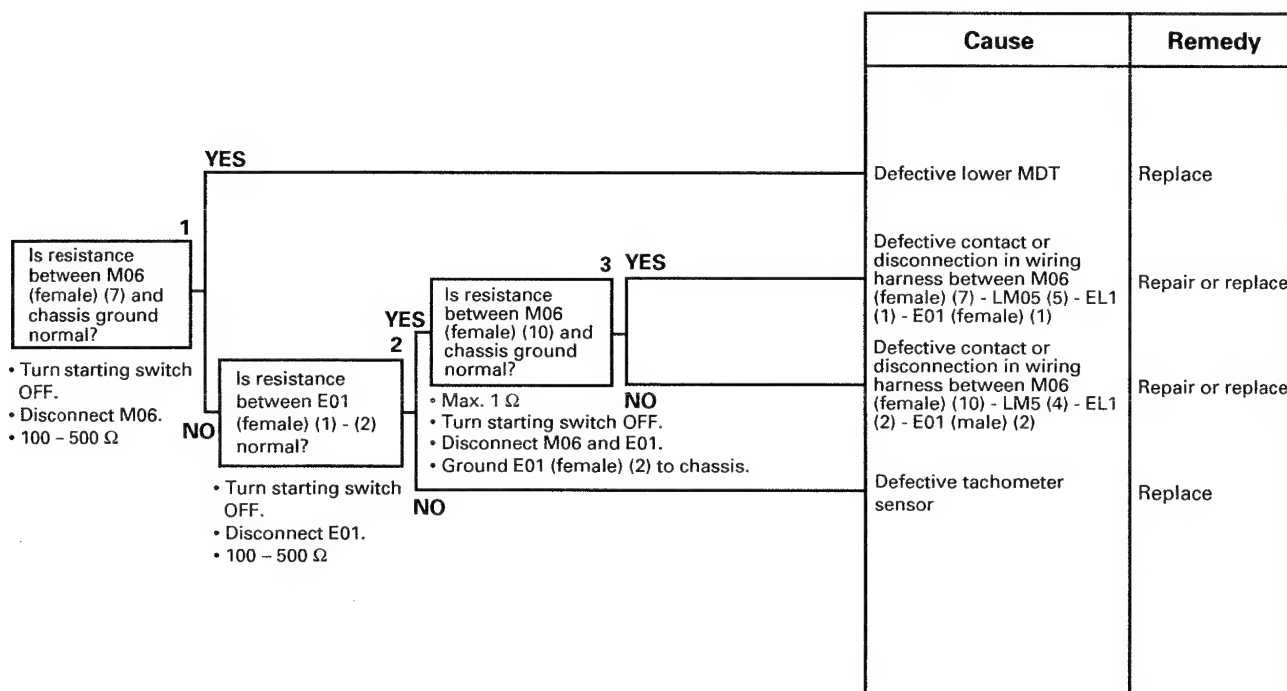 Cause
Remedy
YES
Defective lower MDT
Replace
1
Is resistance
between M06
(female) (7) and
chassis ground
normal?
• Turn starting switch
OFF.
• Disconnect M06.
• 100 – 500 Ω
NO
YES
2
Is resistance
between E01
(female) (1) - (2)
normal?
• Turn starting switch
OFF.
• Disconnect E01.
• 100 – 500 Ω
3
YES
Is resistance
between M06
(female) (10) and
chassis ground
normal?
• Max. 1 Ω
• Turn starting switch OFF.
• Disconnect M06 and E01.
• Ground E01 (female) (2) to chassis.
NO
NO
Defective contact or
disconnection in wiring
harness between M06
(female) (7) - LM05 (5) - EL1
(1) - E01 (female) (1)
Repair or replace
Defective contact or
disconnection in wiring
harness between M06
(female) (10) - LM5 (4) - EL1
(2) - E01 (male) (2)
Repair or replace
Defective tachometer
sensor
Replace